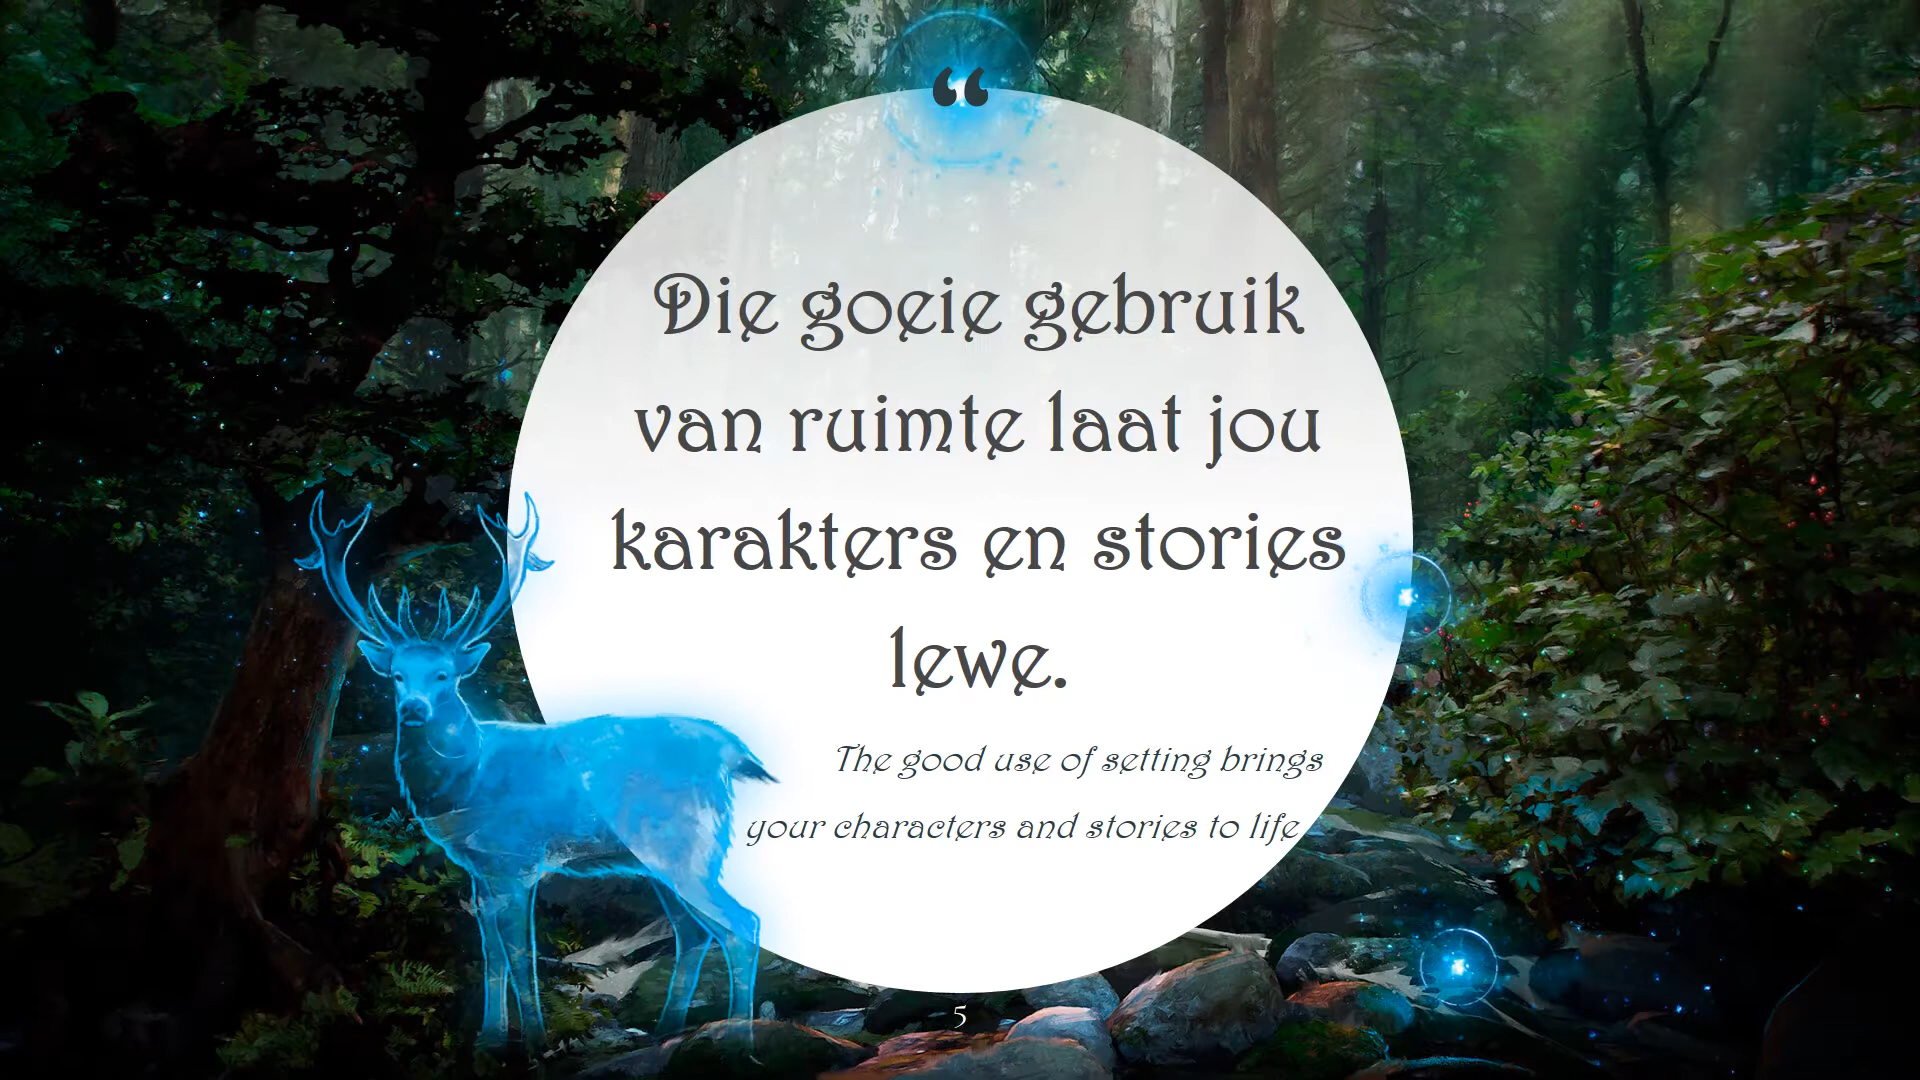 “
Die goeie gebruik
van ruimte laat jou
karakters en stories
lewe.
The good use of setting brings
your characters and stories to life
5